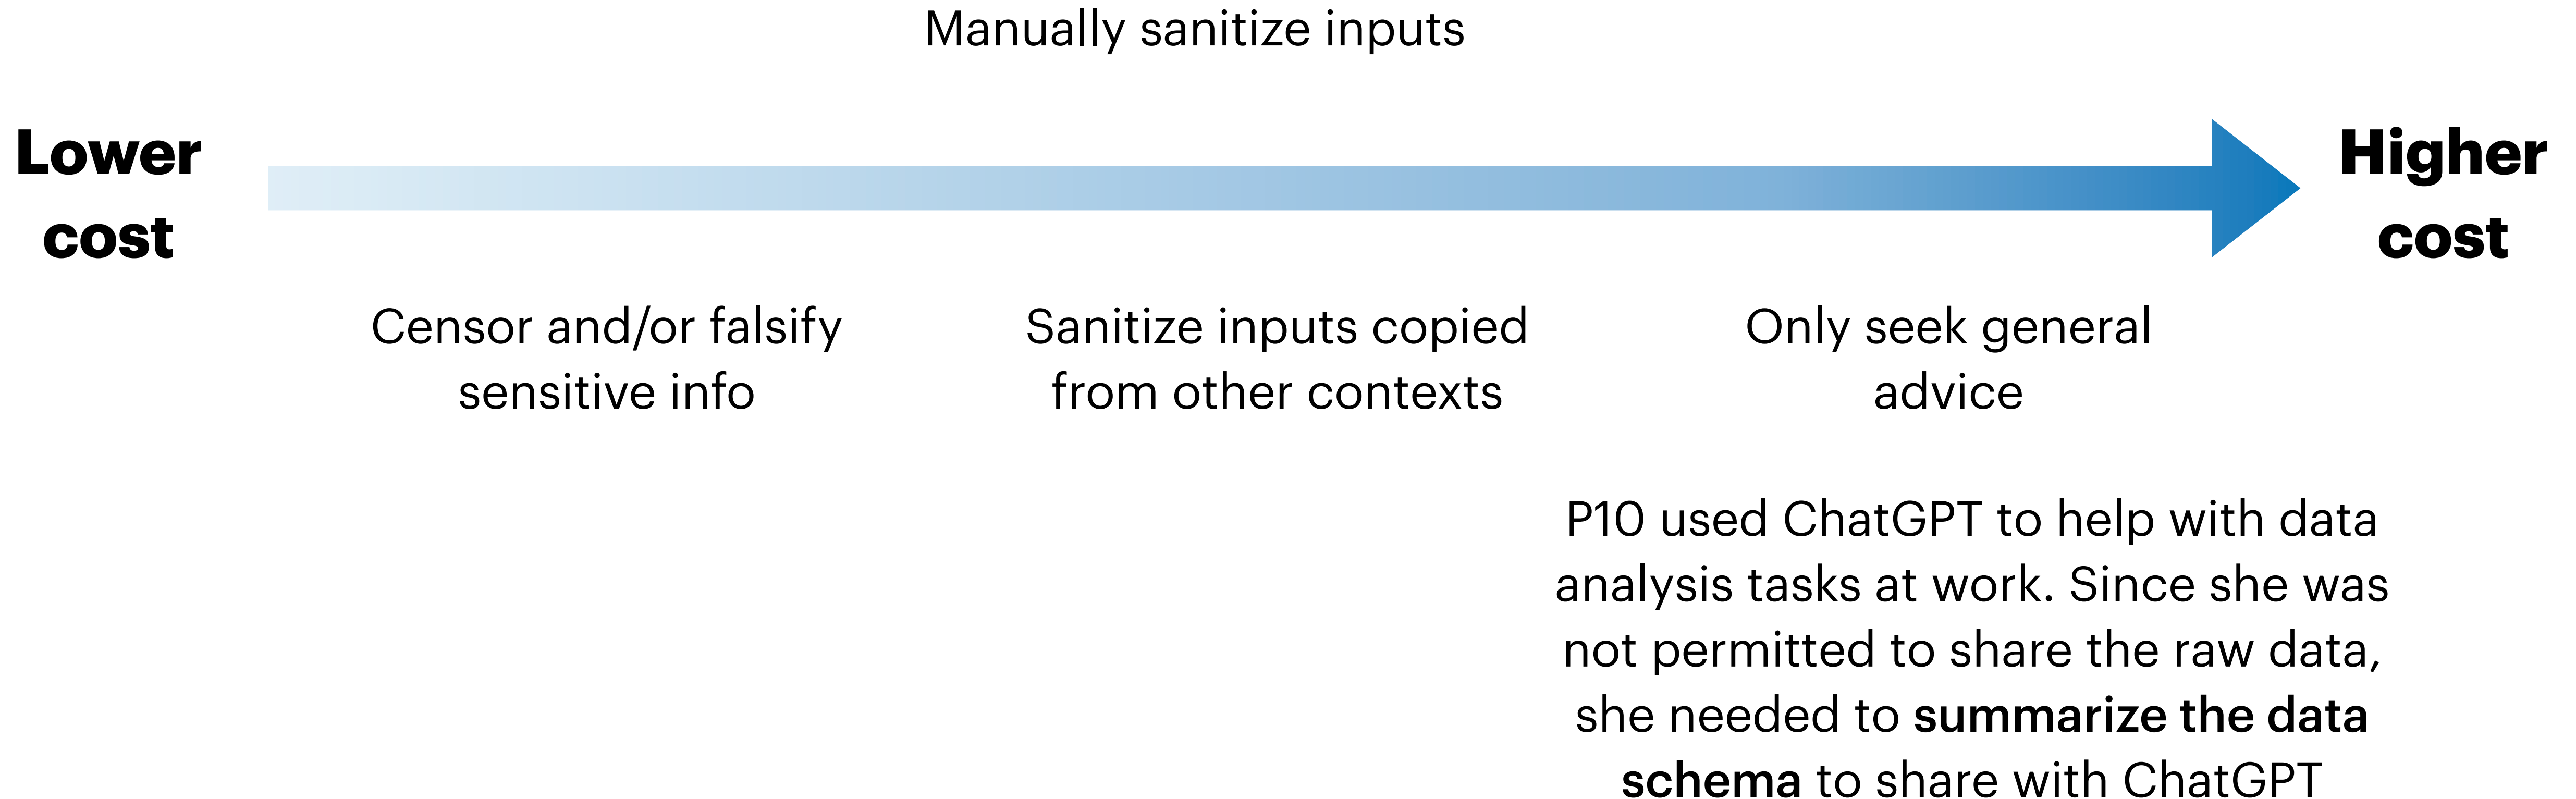 Manually sanitize inputs
Lower
cost
Higher
cost
Censor and/or falsify
sensitive info
Sanitize inputs copied
from other contexts
Only seek general
advice
P10 used ChatGPT to help with data
analysis tasks at work. Since she was
not permitted to share the raw data,
she needed to summarize the data
schema to share with ChatGPT